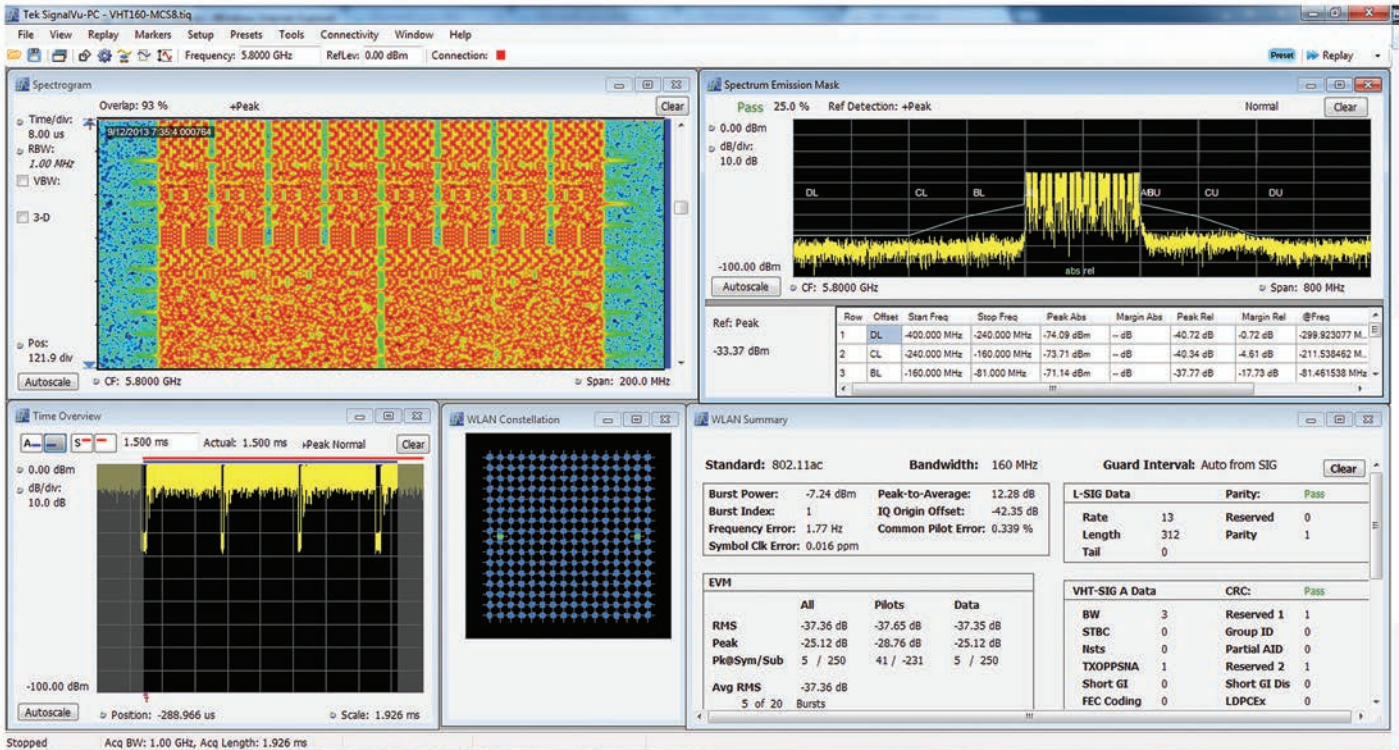 Tek SignalVu-PC - VHT160-MCS8.tiq
File View Replay Markers Setup Presets Tools Connectivity Window Help
Frequency: 5.8000 GHz RefLev: 0.00 dBm Connection: Preset Replay
Spectrogram
Overlap: 93 % +Peak Clear
Time/div:
8.00 us
RBW:
1.00 MHz
VBW:
3-D
9/12/2013 7:35:4.000764
Pos:
121.9 div
Autoscale CF: 5.8000 GHz Span: 200.0 MHz
Spectrum Emission Mask
Pass 25.0 % Ref Detection: +Peak Normal Clear
0.00 dBm
dB/div:
10.0 dB
DL CL BL ABU CU DU
-100.00 dBm
abs rel
Autoscale CF: 5.8000 GHz Span: 800 MHz
Ref: Peak
-33.37 dBm
Row Offset Start Freq Stop Freq Peak Abs Margin Abs Peak Rel Margin Rel @Freq
1 DL -400.000 MHz -240.000 MHz -74.09 dBm -- dB -40.72 dB -0.72 dB -299.923077 M...
2 CL -240.000 MHz -160.000 MHz -73.71 dBm -- dB -40.34 dB -4.61 dB -211.538462 M...
3 BL -160.000 MHz -81.000 MHz -71.14 dBm -- dB -37.77 dB -17.73 dB -81.461538 MHz
Time Overview
1.500 ms Actual: 1.500 ms +Peak Normal Clear
0.00 dBm
dB/div:
10.0 dB
-100.00 dBm
Autoscale Position: -288.966 us Scale: 1.926 ms
WLAN Constellation
WLAN Summary
Standard: 802.11ac Bandwidth: 160 MHz Guard Interval: Auto from SIG Clear
Burst Power: -7.24 dBm Peak-to-Average: 12.28 dB
Burst Index: 1 IQ Origin Offset: -42.35 dB
Frequency Error: 1.77 Hz Common Pilot Error: 0.339 %
Symbol Clk Error: 0.016 ppm
EVM
All Pilots Data
RMS -37.36 dB -37.65 dB -37.35 dB
Peak -25.12 dB -28.76 dB -25.12 dB
Pk@Sym/Sub 5 / 250 41 / -231 5 / 250
Avg RMS -37.36 dB
5 of 20 Bursts
L-SIG Data Parity: Pass
Rate 13 Reserved 0
Length 312 Parity 1
Tail 0
VHT-SIG A Data CRC: Pass
BW 3 Reserved 1 1
STBC 0 Group ID 0
Nsts 0 Partial AID 0
TXOPPSNA 1 Reserved 2 1
Short GI 0 Short GI Dis 0
FEC Coding 0 LDPCEx 0
Stopped Acq BW: 1.00 GHz, Acq Length: 1.926 ms